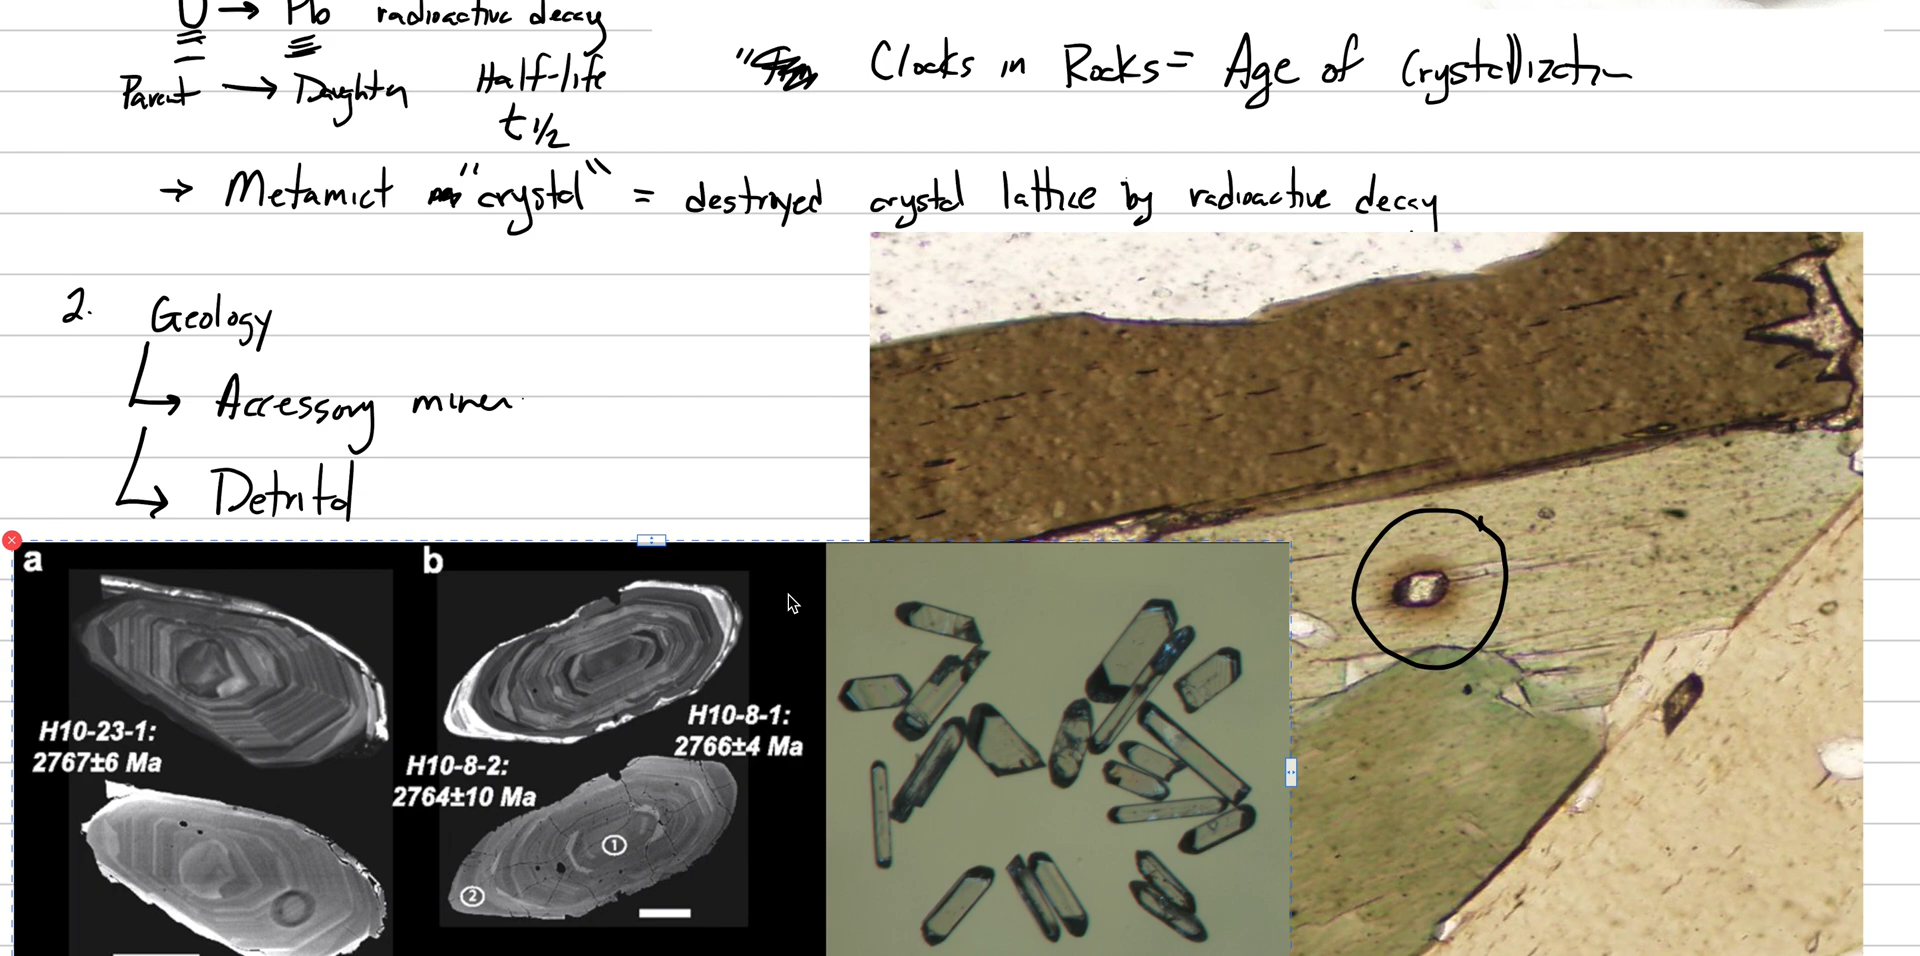 U → Pb radioactive decay
Parent → Daughter Half-life
t 1/2
" Clocks in Rocks = Age of Crystallization
→ Metamict "crystal" = destroyed crystal lattice by radioactive decay
2. Geology
↳ Accessory miner
↳ Detrital
a
b
H10-23-1:
2767±6 Ma
H10-8-1:
2766±4 Ma
H10-8-2:
2764±10 Ma
1
2